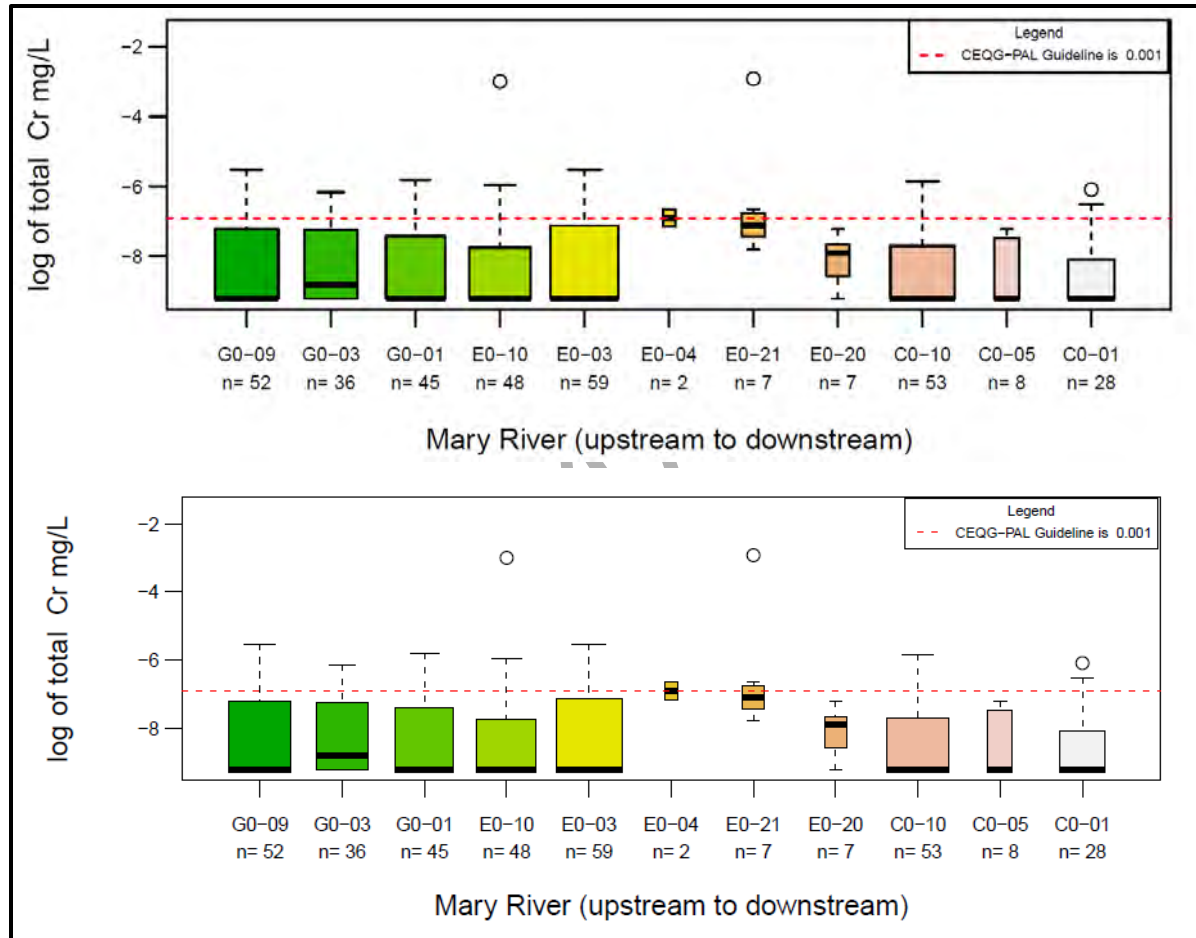 Legend
CEQG−PAL Guideline is 0.001
log of total Cr mg/L
−2
−4
−6
−8
G0−09 G0−03 G0−01 E0−10 E0−03 E0−04 E0−21 E0−20 C0−10 C0−05 C0−01
n= 52 n= 36 n= 45 n= 48 n= 59 n= 2 n= 7 n= 7 n= 53 n= 8 n= 28
Mary River (upstream to downstream)
Legend
CEQG−PAL Guideline is 0.001
log of total Cr mg/L
−2
−4
−6
−8
G0−09 G0−03 G0−01 E0−10 E0−03 E0−04 E0−21 E0−20 C0−10 C0−05 C0−01
n= 52 n= 36 n= 45 n= 48 n= 59 n= 2 n= 7 n= 7 n= 53 n= 8 n= 28
Mary River (upstream to downstream)